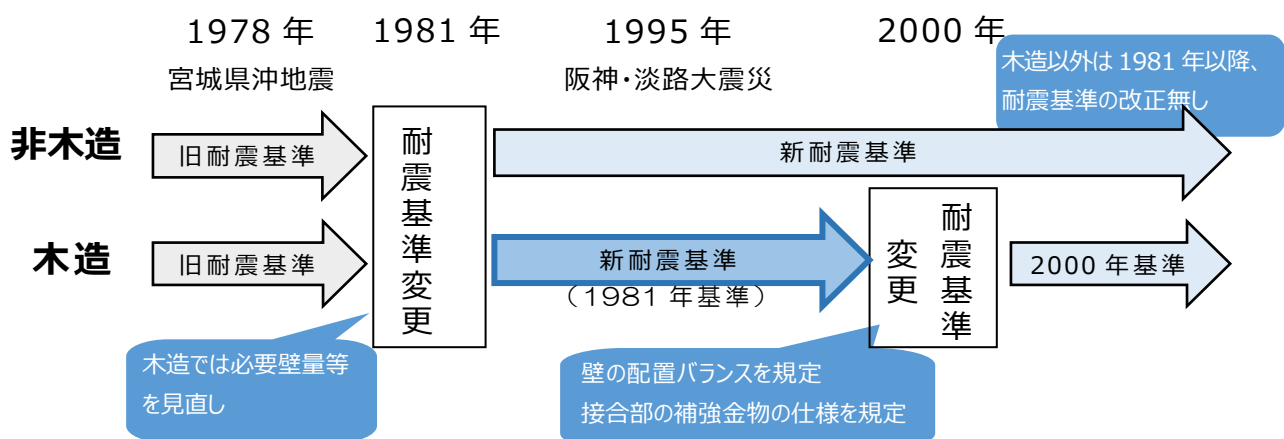 1978 年
1981 年
1995 年
2000 年
宮城県沖地震
阪神・淡路大震災
木造以外は 1981 年以降、
耐震基準の改正無し
非木造
旧耐震基準
耐震基準変更
新耐震基準
木造
旧耐震基準
新耐震基準
（1981 年基準）
耐震基準
変更
2000 年基準
木造では必要壁量等
を見直し
壁の配置バランスを規定
接合部の補強金物の仕様を規定